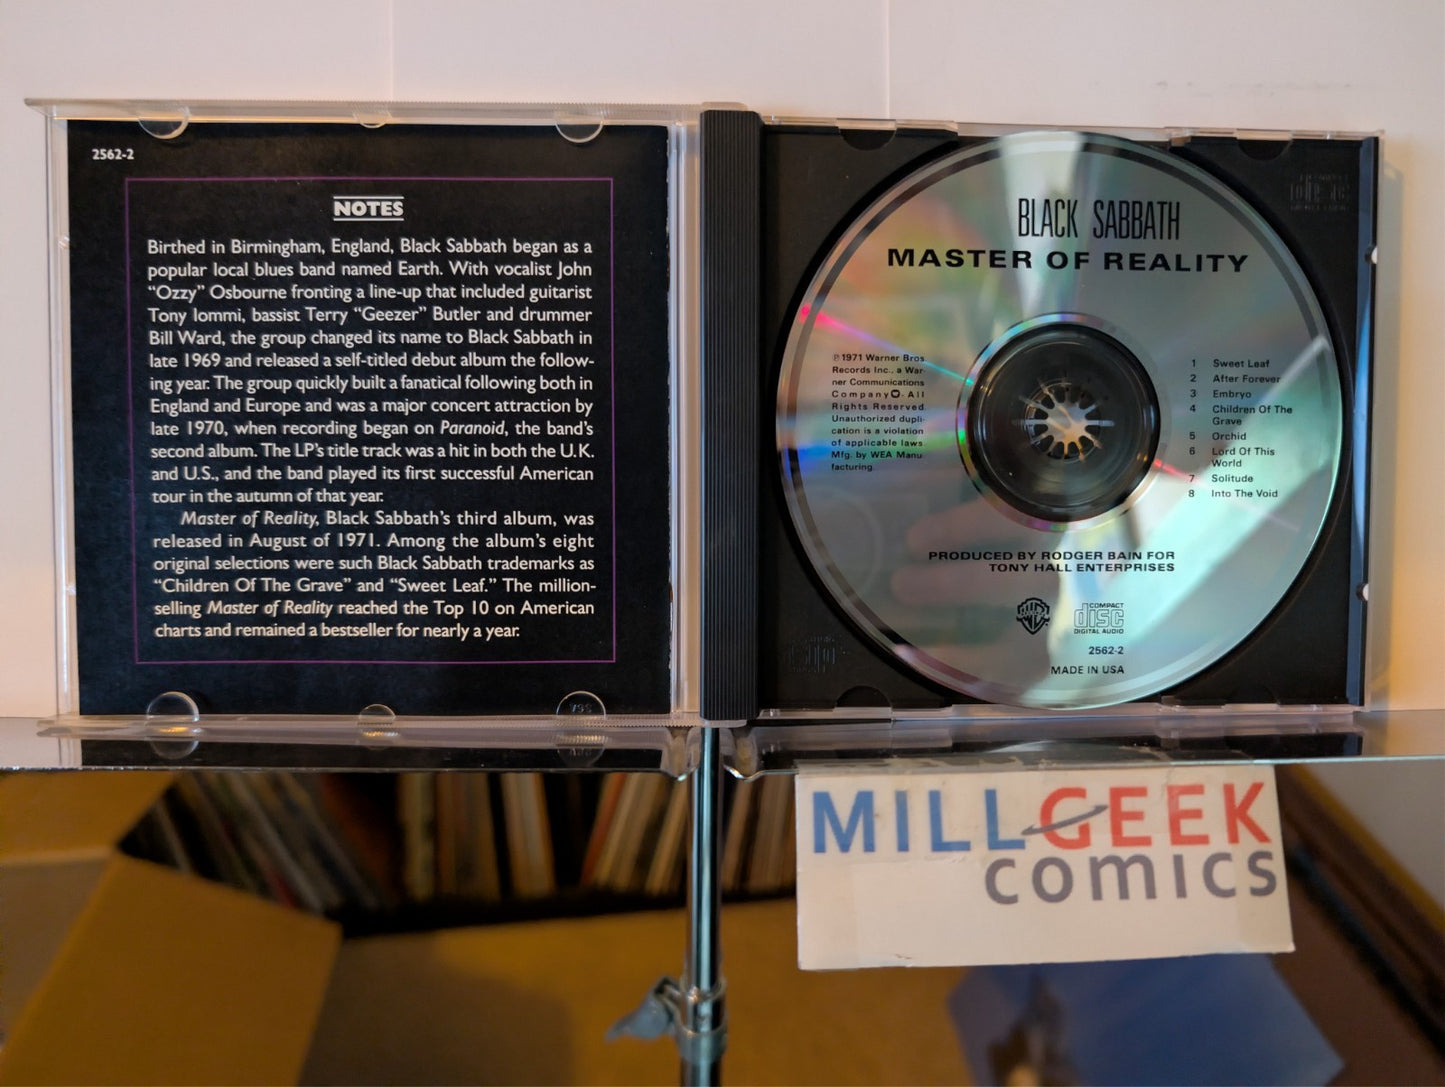 2562-2
NOTES
Birthed in Birmingham, England, Black Sabbath began as a
popular local blues band named Earth. With vocalist John
“Ozzy” Osbourne fronting a line-up that included guitarist
Tony Iommi, bassist Terry “Geezer” Butler and drummer
Bill Ward, the group changed its name to Black Sabbath in
late 1969 and released a self-titled debut album the follow-
ing year. The group quickly built a fanatical following both in
England and Europe and was a major concert attraction by
late 1970, when recording began on Paranoid, the band’s
second album. The LP’s title track was a hit in both the U.K.
and U.S., and the band played its first successful American
tour in the autumn of that year.
Master of Reality, Black Sabbath’s third album, was
released in August of 1971. Among the album’s eight
original selections were such Black Sabbath trademarks as
“Children Of The Grave” and “Sweet Leaf.” The million-
selling Master of Reality reached the Top 10 on American
charts and remained a bestseller for nearly a year.
BLACK SABBATH
MASTER OF REALITY
℗ 1971 Warner Bros
Records Inc., a War-
ner Communications
Company. All
Rights Reserved.
Unauthorized dupli-
cation is a violation
of applicable laws.
Mfg. by WEA Manu-
facturing.
1 Sweet Leaf
2 After Forever
3 Embryo
4 Children Of The
Grave
5 Orchid
6 Lord Of This
World
7 Solitude
8 Into The Void
PRODUCED BY RODGER BAIN FOR
TONY HALL ENTERPRISES
COMPACT
disc
DIGITAL AUDIO
2562-2
MADE IN USA
MILLGEEK
comics